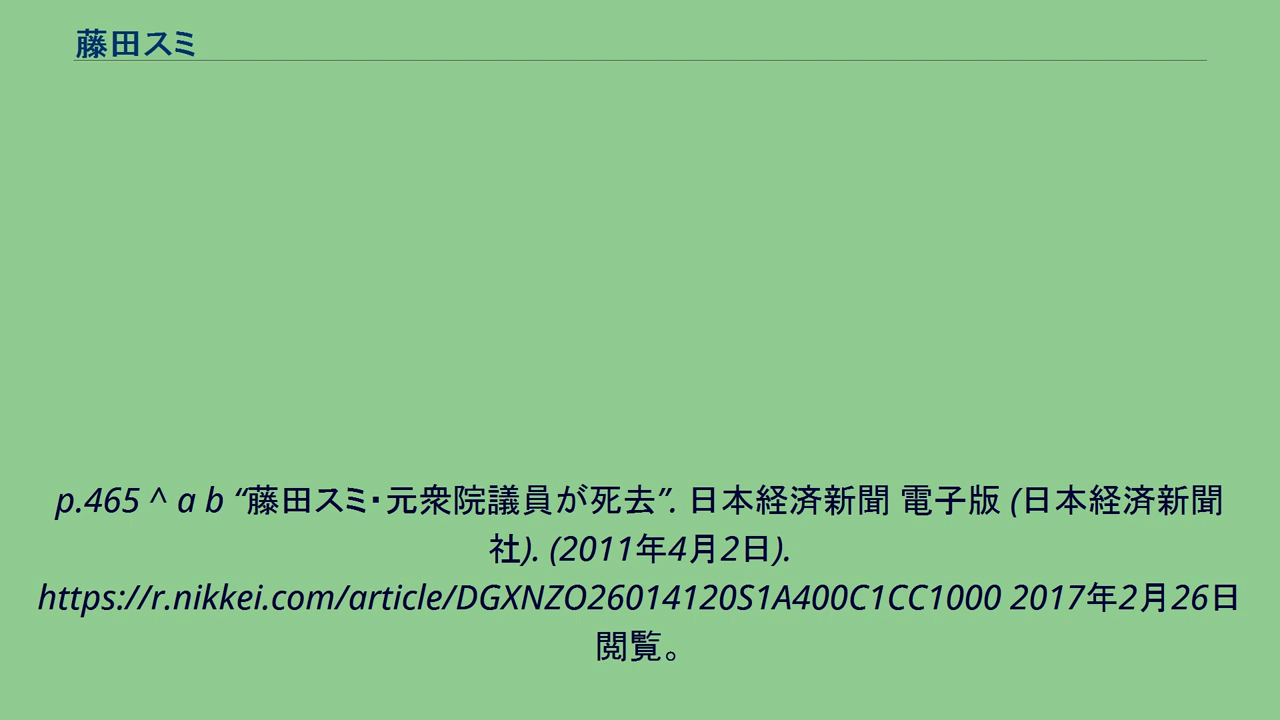 藤田スミ
p.465 ^ a b “藤田スミ・元衆院議員が死去”. 日本経済新聞 電子版 (日本経済新聞
社). (2011年4月2日).
https://r.nikkei.com/article/DGXNZO26014120S1A400C1CC1000 2017年2月26日
閲覧。